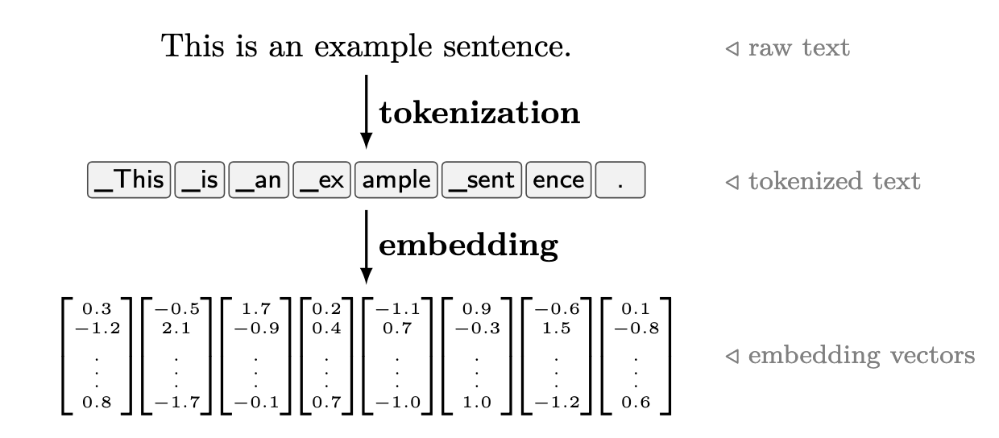 This is an example sentence. ◁ raw text
tokenization
_This _is _an _ex ample _sent ence . ◁ tokenized text
embedding
0.3 −0.5 1.7 0.2 −1.1 0.9 −0.6 0.1
−1.2 2.1 −0.9 0.4 0.7 −0.3 1.5 −0.8
⋮ ⋮ ⋮ ⋮ ⋮ ⋮ ⋮ ⋮ ◁ embedding vectors
0.8 −1.7 −0.1 0.7 −1.0 1.0 −1.2 0.6